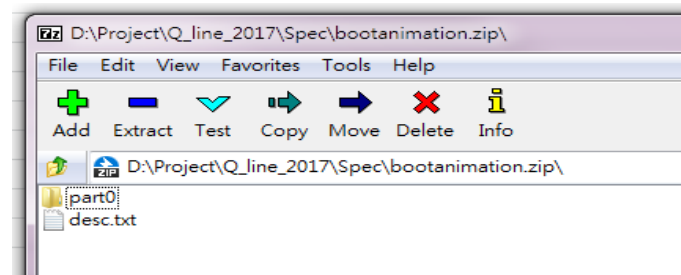 7z D:\Project\Q_line_2017\Spec\bootanimation.zip\
File Edit View Favorites Tools Help
Add Extract Test Copy Move Delete Info
ZIP D:\Project\Q_line_2017\Spec\bootanimation.zip\
part0
desc.txt